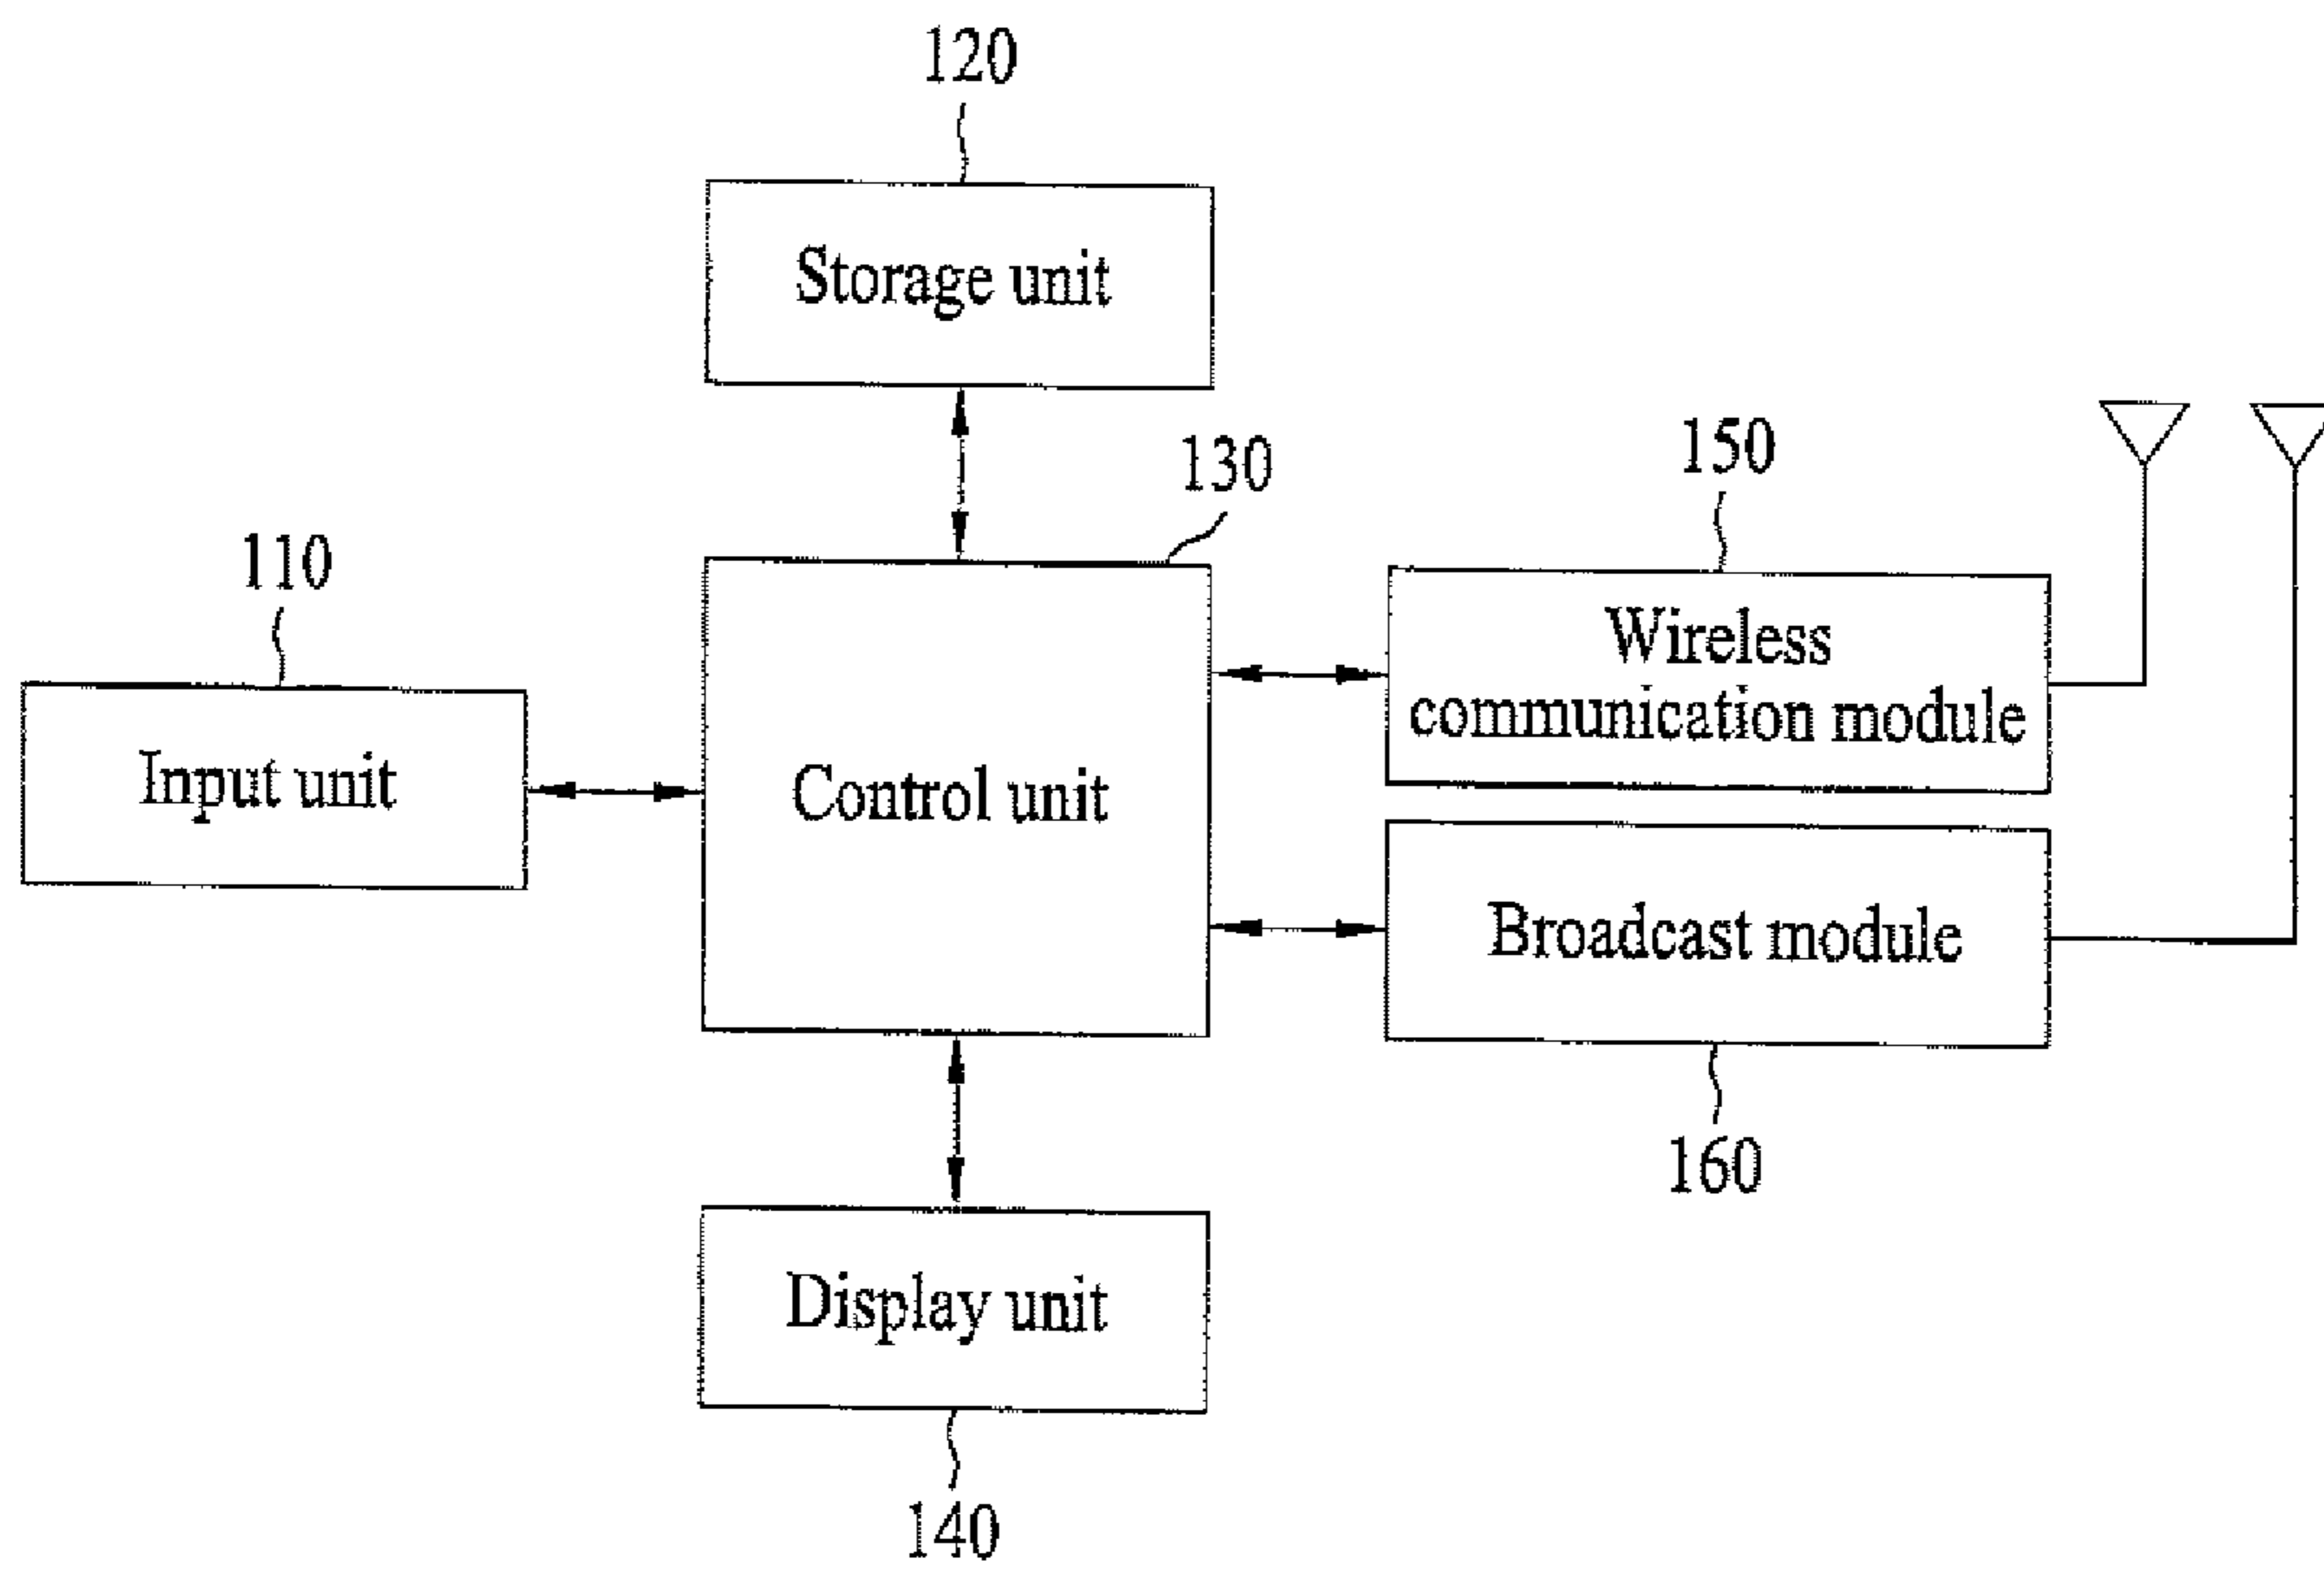 120
Storage unit
130
150
110
Wireless
communication module
Input unit
Control unit
Broadcast module
160
Display unit
140